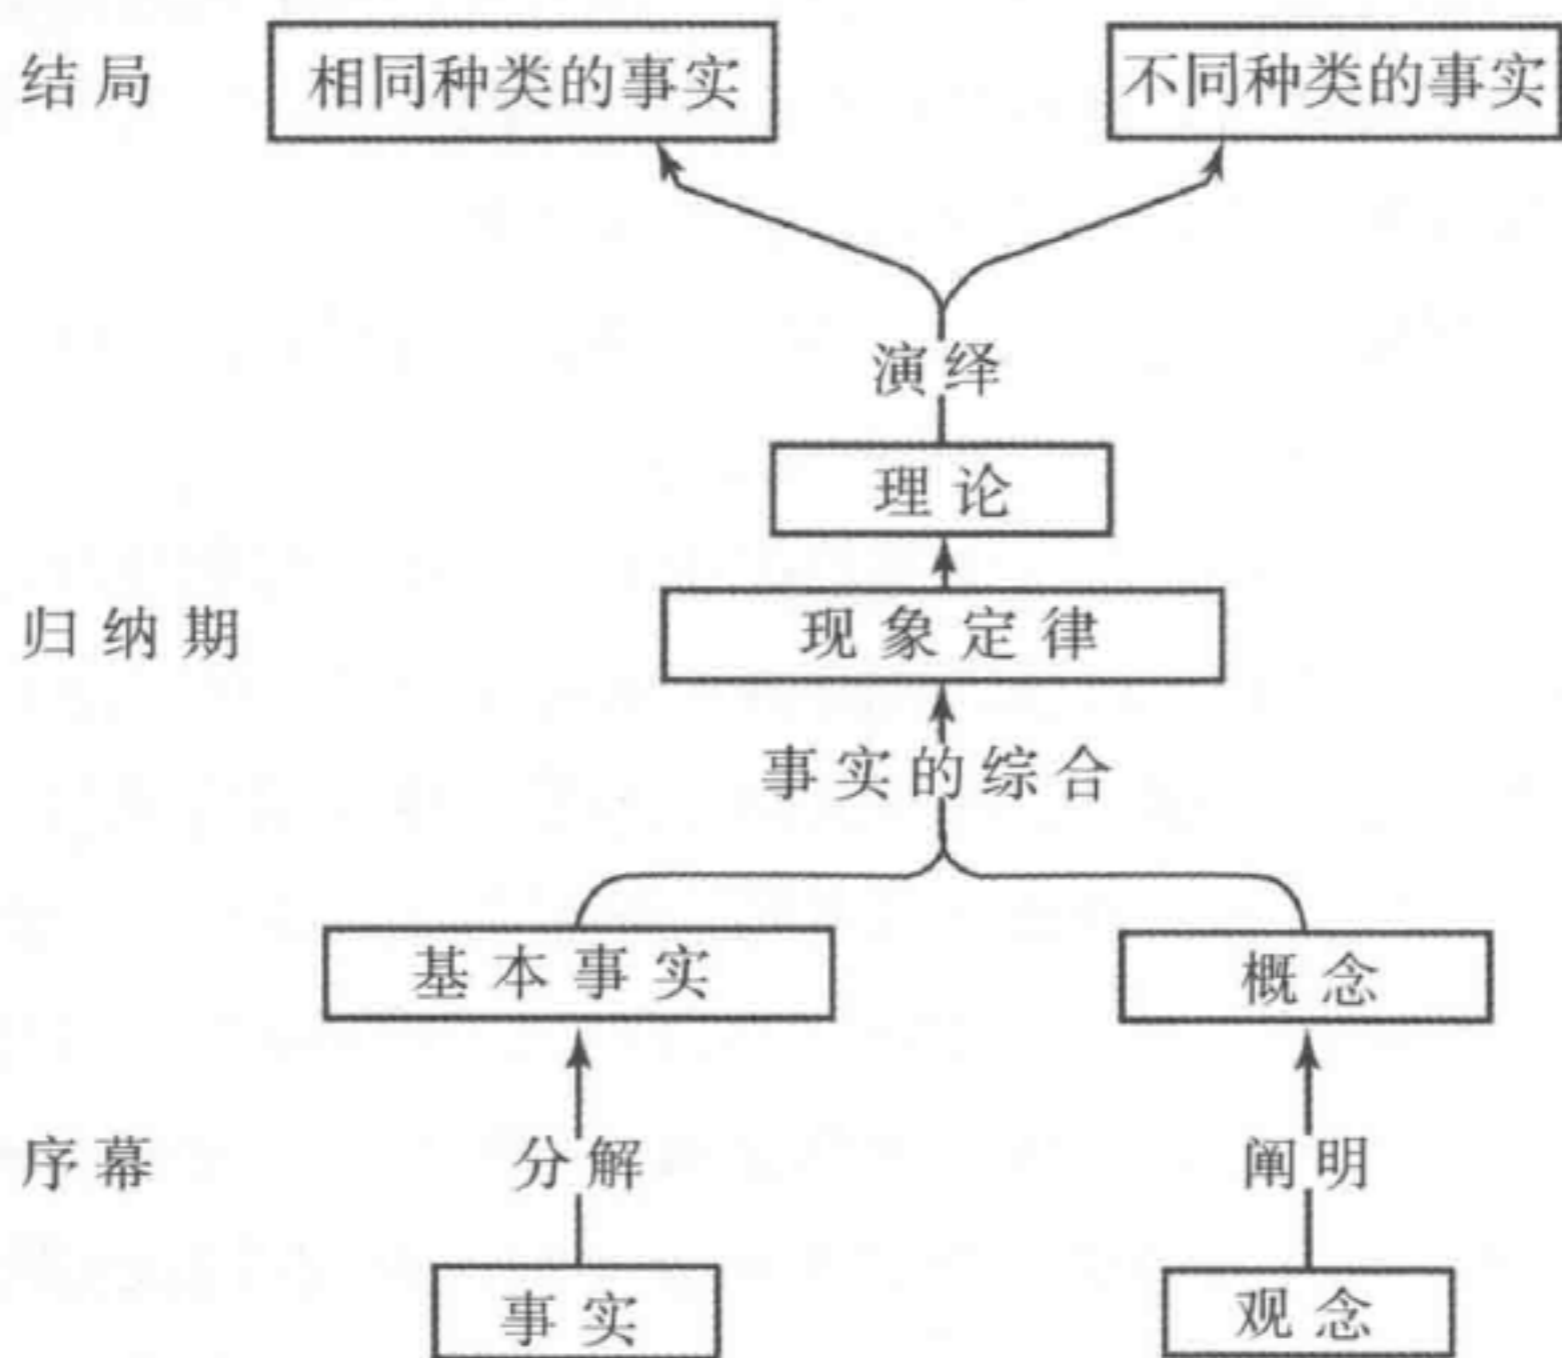 结局 相同种类的事实 不同种类的事实
演绎
理论
归纳期 现象定律
事实的综合
基本事实 概念
序幕 分解 阐明
事实 观念